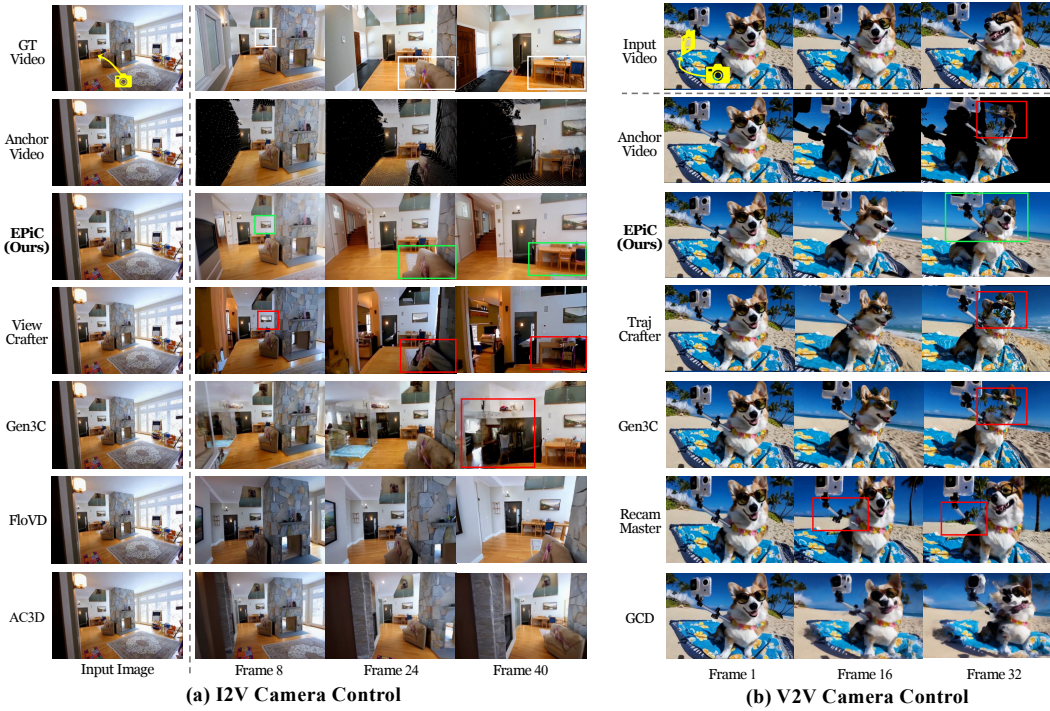 GT
Video
Anchor
Video
EPiC
(Ours)
View
Crafter
Gen3C
FloVD
AC3D
Input Image
Frame 8
Frame 24
Frame 40
(a) I2V Camera Control
Input
Video
Anchor
Video
EPiC
(Ours)
Traj
Crafter
Gen3C
Recam
Master
GCD
Frame 1
Frame 16
Frame 32
(b) V2V Camera Control